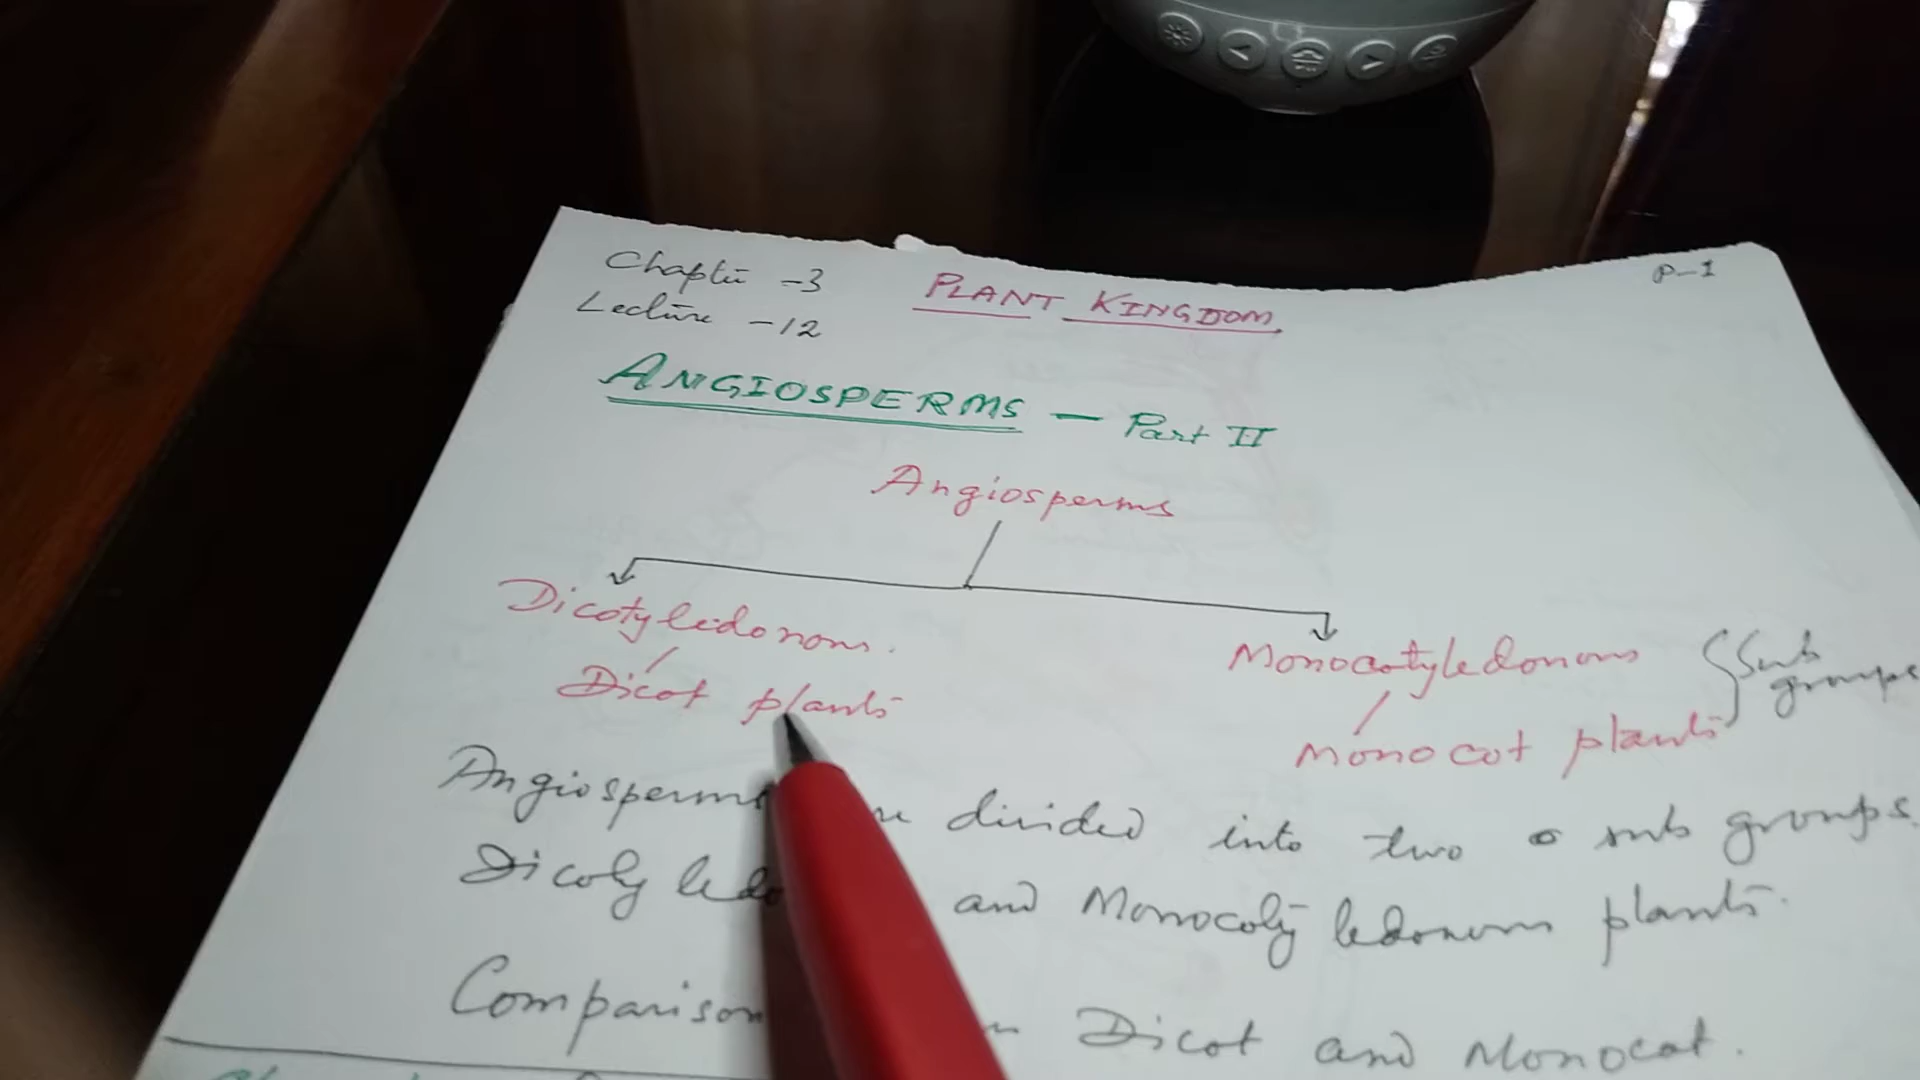 Chapter -3 PLANT KINGDOM P-1
Lecture -12
ANGIOSPERMS - Part II
Angiosperms
Dicotyledonous.
Monocotyledonous
Sub groups
Dicot plants
Monocot plants
Angiosperms divided into two sub groups.
and Monocotyledonous plants.
Comparison Dicot and Monocot.